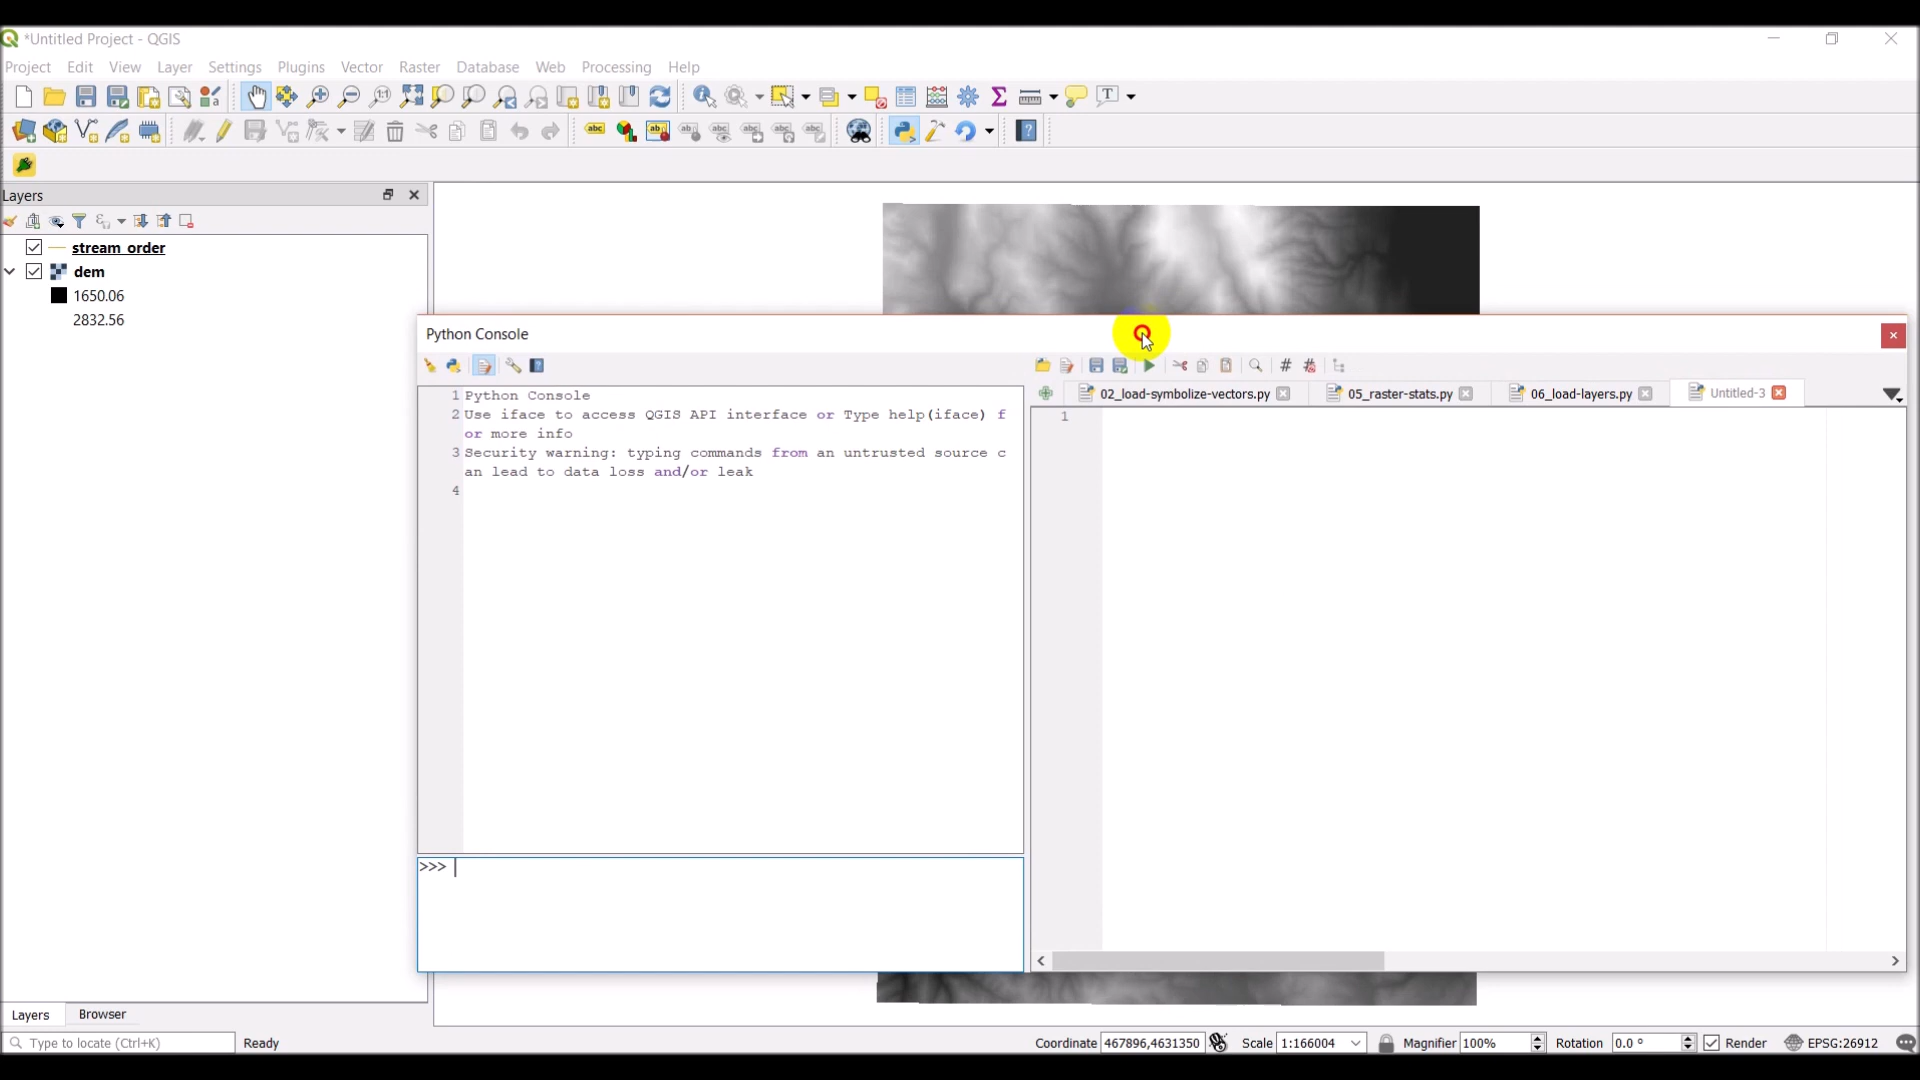 *Untitled Project - QGIS
Project Edit View Layer Settings Plugins Vector Raster Database Web Processing Help
Layers
stream_order
dem
1650.06
2832.56
Python Console
02_load-symbolize-vectors.py 05_raster-stats.py 06_load-layers.py Untitled-3
1 Python Console
2 Use iface to access QGIS API interface or Type help(iface) f
or more info
3 Security warning: typing commands from an untrusted source c
an lead to data loss and/or leak
4
>>>
1
Layers Browser
Type to locate (Ctrl+K) Ready Coordinate 467896,4631350 Scale 1:166004 Magnifier 100% Rotation 0.0 ° Render EPSG:26912